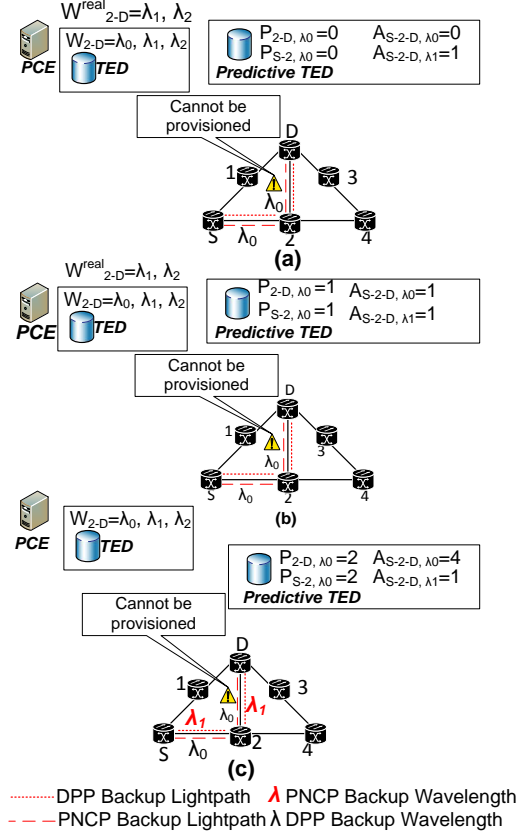 W^real_2-D=λ1, λ2
W2-D=λ0, λ1, λ2
TED
PCE
P2-D, λ0=0 AS-2-D, λ0=0
PS-2, λ0=0 AS-2-D, λ1=1
Predictive TED
Cannot be
provisioned
D
1
3
λ0
S
λ0
2
4
(a)
W^real_2-D=λ1, λ2
W2-D=λ0, λ1, λ2
TED
PCE
P2-D, λ0=1 AS-2-D, λ0=1
PS-2, λ0=1 AS-2-D, λ1=1
Predictive TED
Cannot be
provisioned
D
1
3
λ0
S
λ0
2
4
(b)
W2-D=λ0, λ1, λ2
TED
PCE
P2-D, λ0=2 AS-2-D, λ0=4
PS-2, λ0=2 AS-2-D, λ1=1
Predictive TED
Cannot be
provisioned
D
1
3
λ0
λ1
λ1
S
λ0
2
4
(c)
DPP Backup Lightpath λ PNCP Backup Wavelength
PNCP Backup Lightpath λ DPP Backup Wavelength